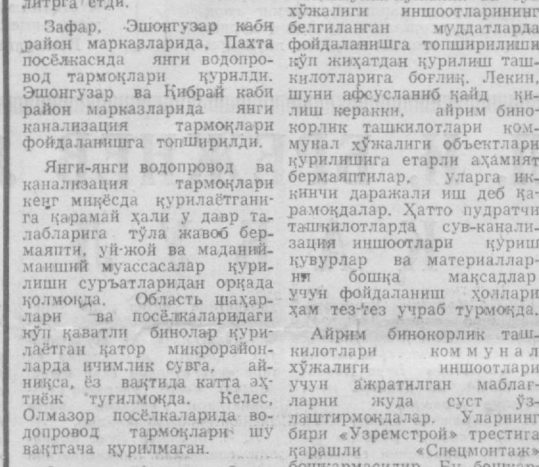 литрга етди.
Зафар, Эшонгузар каби
район марказларида, Пахта
посёлкасида янги водопро-
вод тармоқлари қурилди.
Эшонгузар ва Қибрай каби
район марказларида янги
канализация тармоқлари
фойдаланишга топширилди.
Янги-янги водопровод ва
канализация тармоқлари
кенг миқёсда қурилаётгани-
га қарамай ҳали у давр та-
лабларига тўла жавоб бер-
маяпти, уй-жой ва маданий-
маиший муассасалар қури-
лиши суръатларидан орқада
қолмоқда. Область шаҳар-
лари ва посёлкаларидаги
кўп қаватли бинолар қури-
лаётган қатор микрорайон-
ларда ичимлик сувга, ай-
ниқса, ёз вақтида катта эҳ-
тиёж туғилмоқда. Келес,
Олмазор посёлкаларида во-
допровод тармоқлари шу
вақтгача қурилмаган.
хўжалиги иншоотларининг
белгиланган муддатларда
фойдаланишга топширилиши
кўп жиҳатдан қурилиш таш-
килотларига боғлиқ. Лекин,
шуни афсусланиб қайд қи-
лиш керакки, айрим бино-
корлик ташкилотлари ком-
мунал хўжалиги объектлари
қурилишига етарли аҳамият
бермаяптилар, уларга ик-
кинчи даражали иш деб қа-
рамоқдалар. Ҳатто пудратчи
ташкилотларда сув-канали-
зация иншоотлари қуриш
қувурлар ва материаллар-
ни бошқа мақсадлар
учун фойдаланиш ҳоллари
ҳам тез-тез учраб турмоқда.
Айрим бинокорлик таш-
килотлари коммунал
хўжалиги иншоотлари
учун ажратилган маблағ-
ларни жуда суст ўз-
лаштирмоқдалар. Уларнинг
бири «Узремстрой» трестига
қарашли «Спецмонтаж»